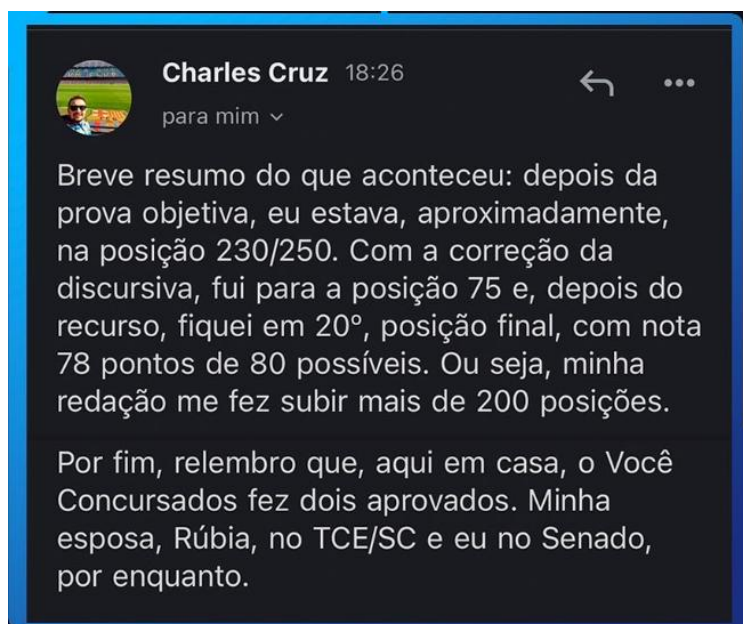 Charles Cruz 18:26
para mim
Breve resumo do que aconteceu: depois da
prova objetiva, eu estava, aproximadamente,
na posição 230/250. Com a correção da
discursiva, fui para a posição 75 e, depois do
recurso, fiquei em 20º, posição final, com nota
78 pontos de 80 possíveis. Ou seja, minha
redação me fez subir mais de 200 posições.
Por fim, relembro que, aqui em casa, o Você
Concursados fez dois aprovados. Minha
esposa, Rúbia, no TCE/SC e eu no Senado,
por enquanto.